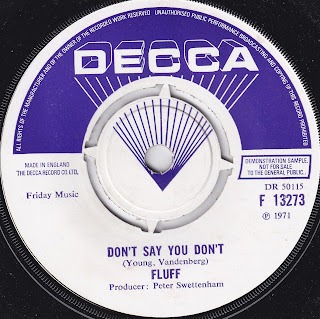 ALL RIGHTS OF THE MANUFACTURER AND OF THE OWNER OF THE RECORDED WORK RESERVED UNAUTHORISED PUBLIC PERFORMANCE BROADCASTING AND COPYING OF THIS RECORD PROHIBITED
DECCA
MADE IN ENGLAND
THE DECCA RECORD CO LTD.
Friday Music
DEMONSTRATION SAMPLE,
NOT FOR SALE
TO THE GENERAL PUBLIC.
DR 50115
F 13273
Ⓟ 1971
DON'T SAY YOU DON'T
(Young, Vandenberg)
FLUFF
Producer: Peter Swettenham